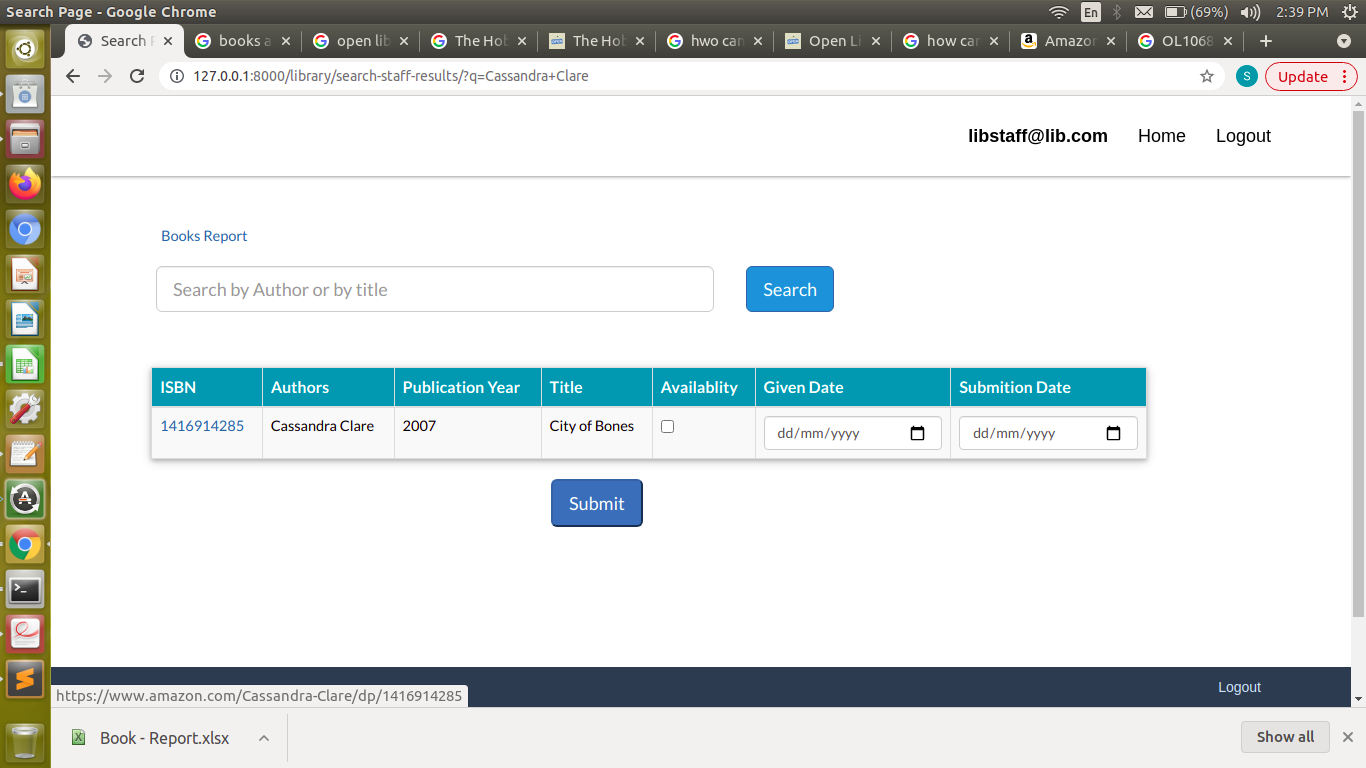 Search Page - Google Chrome
En
(69%)
2:39 PM
Search P
books a
open lib
The Hob
The Hob
hwo can
Open Li
how can
Amazon
OL1068
127.0.0.1:8000/library/search-staff-results/?q=Cassandra+Clare
S
Update
libstaff@lib.com Home Logout
Books Report
Search by Author or by title
Search
ISBN Authors Publication Year Title Availablity Given Date Submition Date
1416914285 Cassandra Clare 2007 City of Bones dd/mm/yyyy dd/mm/yyyy
Submit
Logout
https://www.amazon.com/Cassandra-Clare/dp/1416914285
Book - Report.xlsx
Show all